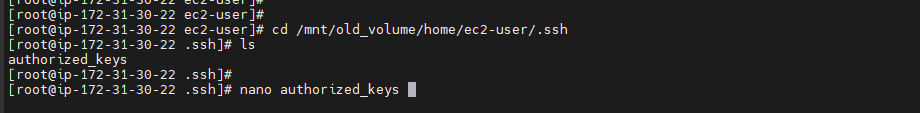 [root@ip-172-31-30-22 ec2-user]#
[root@ip-172-31-30-22 ec2-user]#
[root@ip-172-31-30-22 ec2-user]# cd /mnt/old_volume/home/ec2-user/.ssh
[root@ip-172-31-30-22 .ssh]# ls
authorized_keys
[root@ip-172-31-30-22 .ssh]#
[root@ip-172-31-30-22 .ssh]# nano authorized_keys